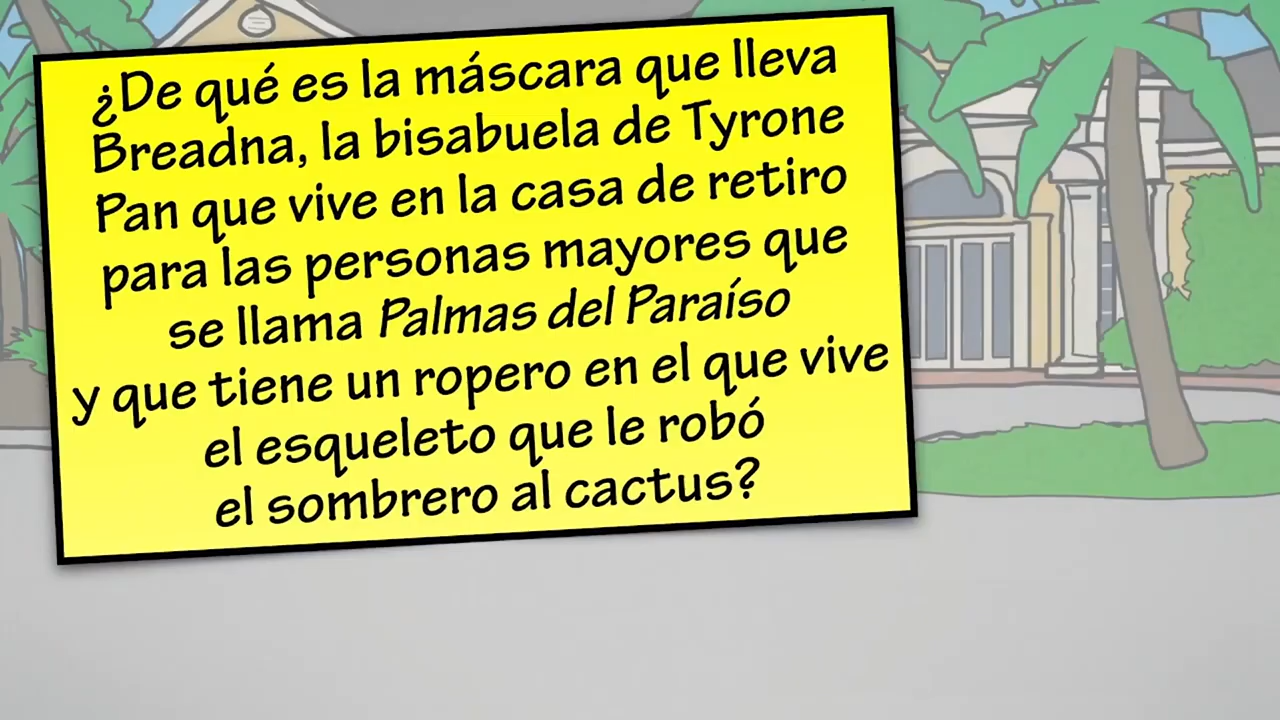 ¿De qué es la máscara que lleva
Breadna, la bisabuela de Tyrone
Pan que vive en la casa de retiro
para las personas mayores que
se llama Palmas del Paraíso
y que tiene un ropero en el que vive
el esqueleto que le robó
el sombrero al cactus?